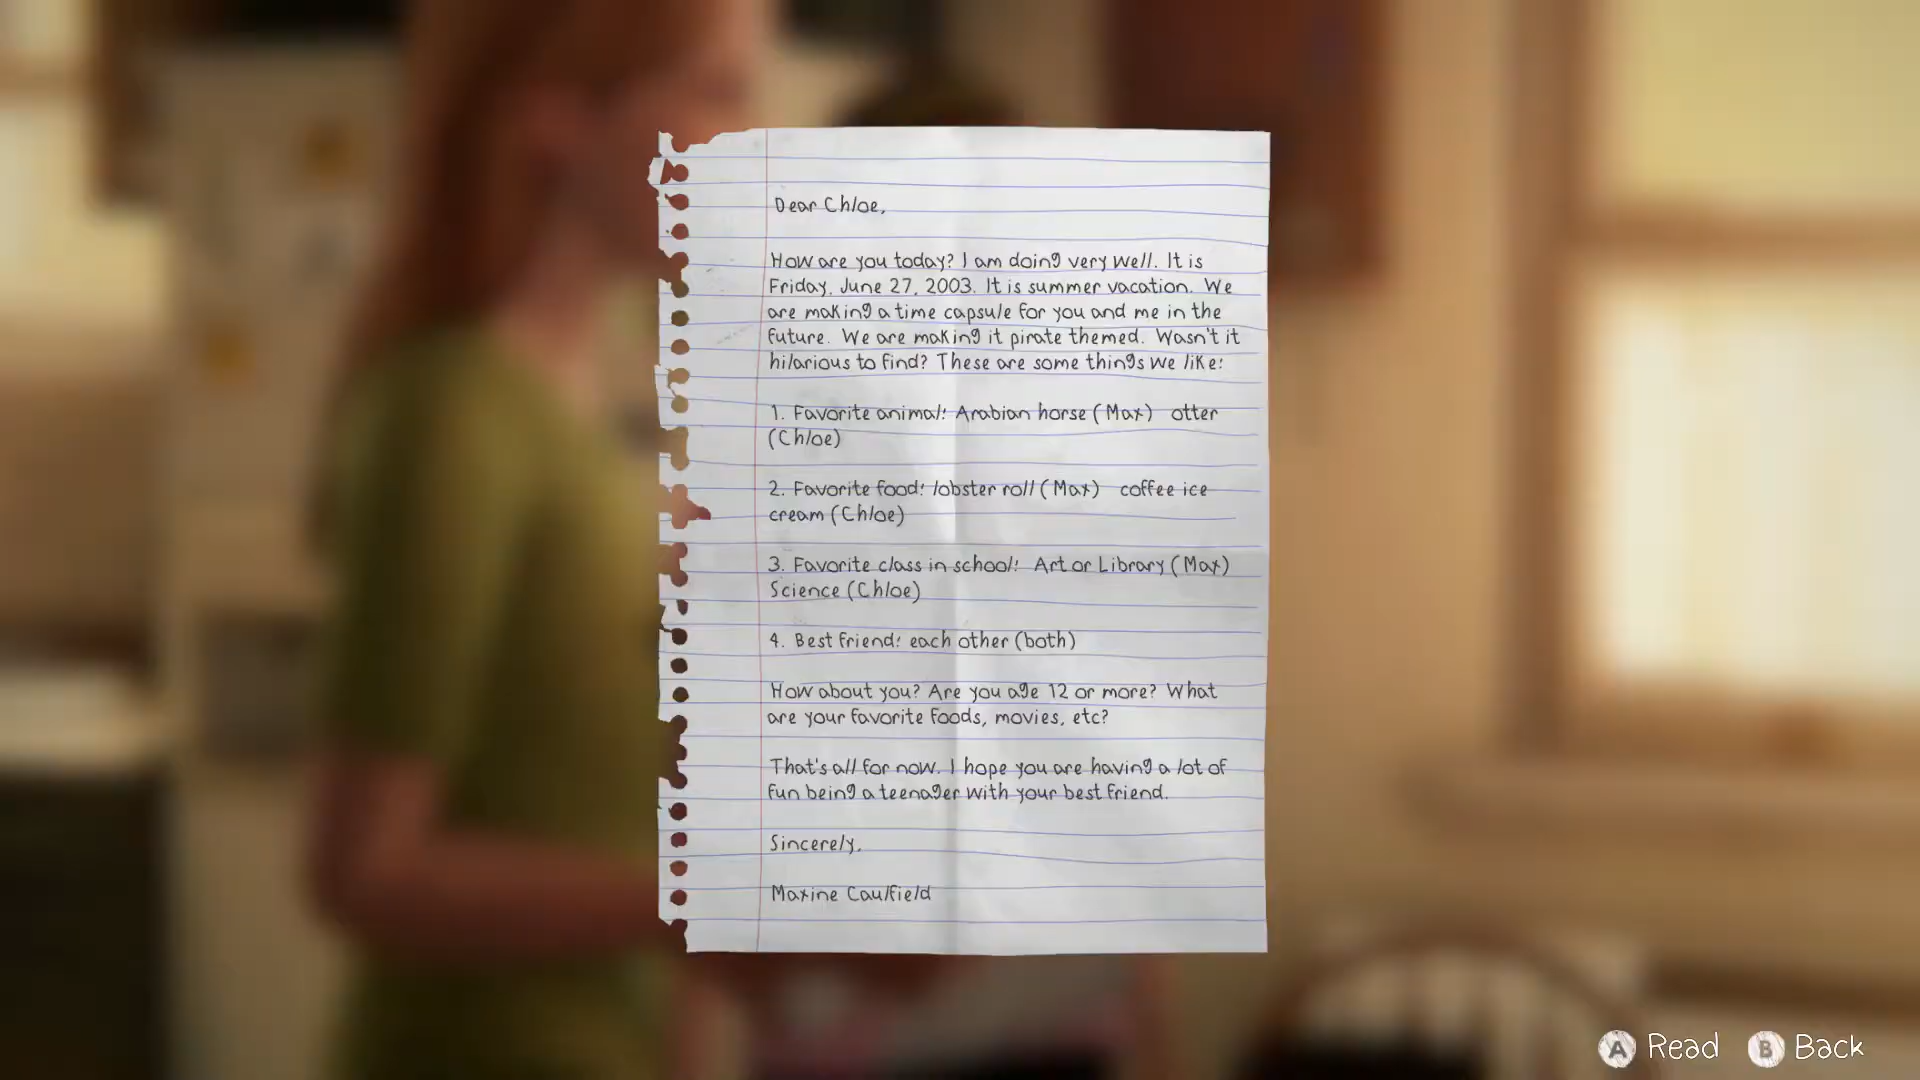 Dear Chloe,
How are you today? I am doing very well. It is
Friday, June 27, 2003. It is summer vacation. We
are making a time capsule for you and me in the
future. We are making it pirate themed. Wasn't it
hilarious to find? These are some things we like:
1. Favorite animal: Arabian horse (Max) otter
(Chloe)
2. Favorite food: lobster roll (Max) coffee ice
cream (Chloe)
3. Favorite class in school: Art or Library (Max)
Science (Chloe)
4. Best friend: each other (both)
How about you? Are you age 12 or more? What
are your favorite foods, movies, etc?
That's all for now. I hope you are having a lot of
fun being a teenager with your best friend.
Sincerely,
Maxine Caulfield
A Read B Back